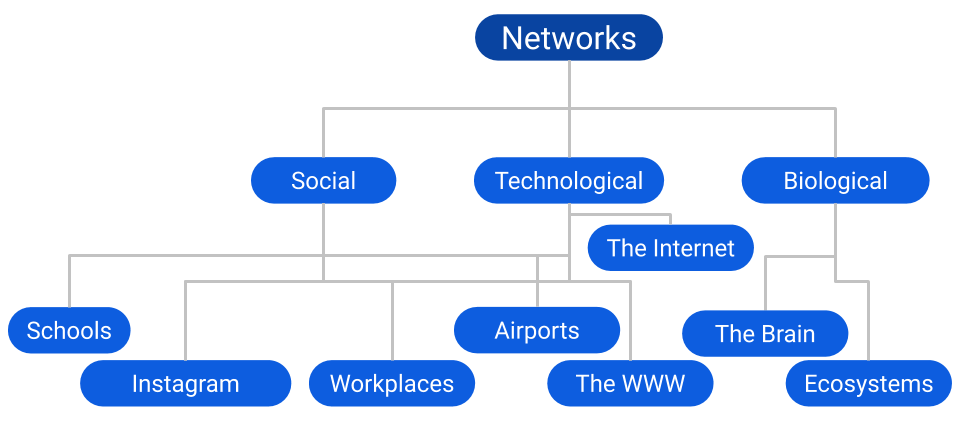 Networks
Social
Technological
Biological
The Internet
Schools
Airports
The Brain
Instagram
Workplaces
The WWW
Ecosystems